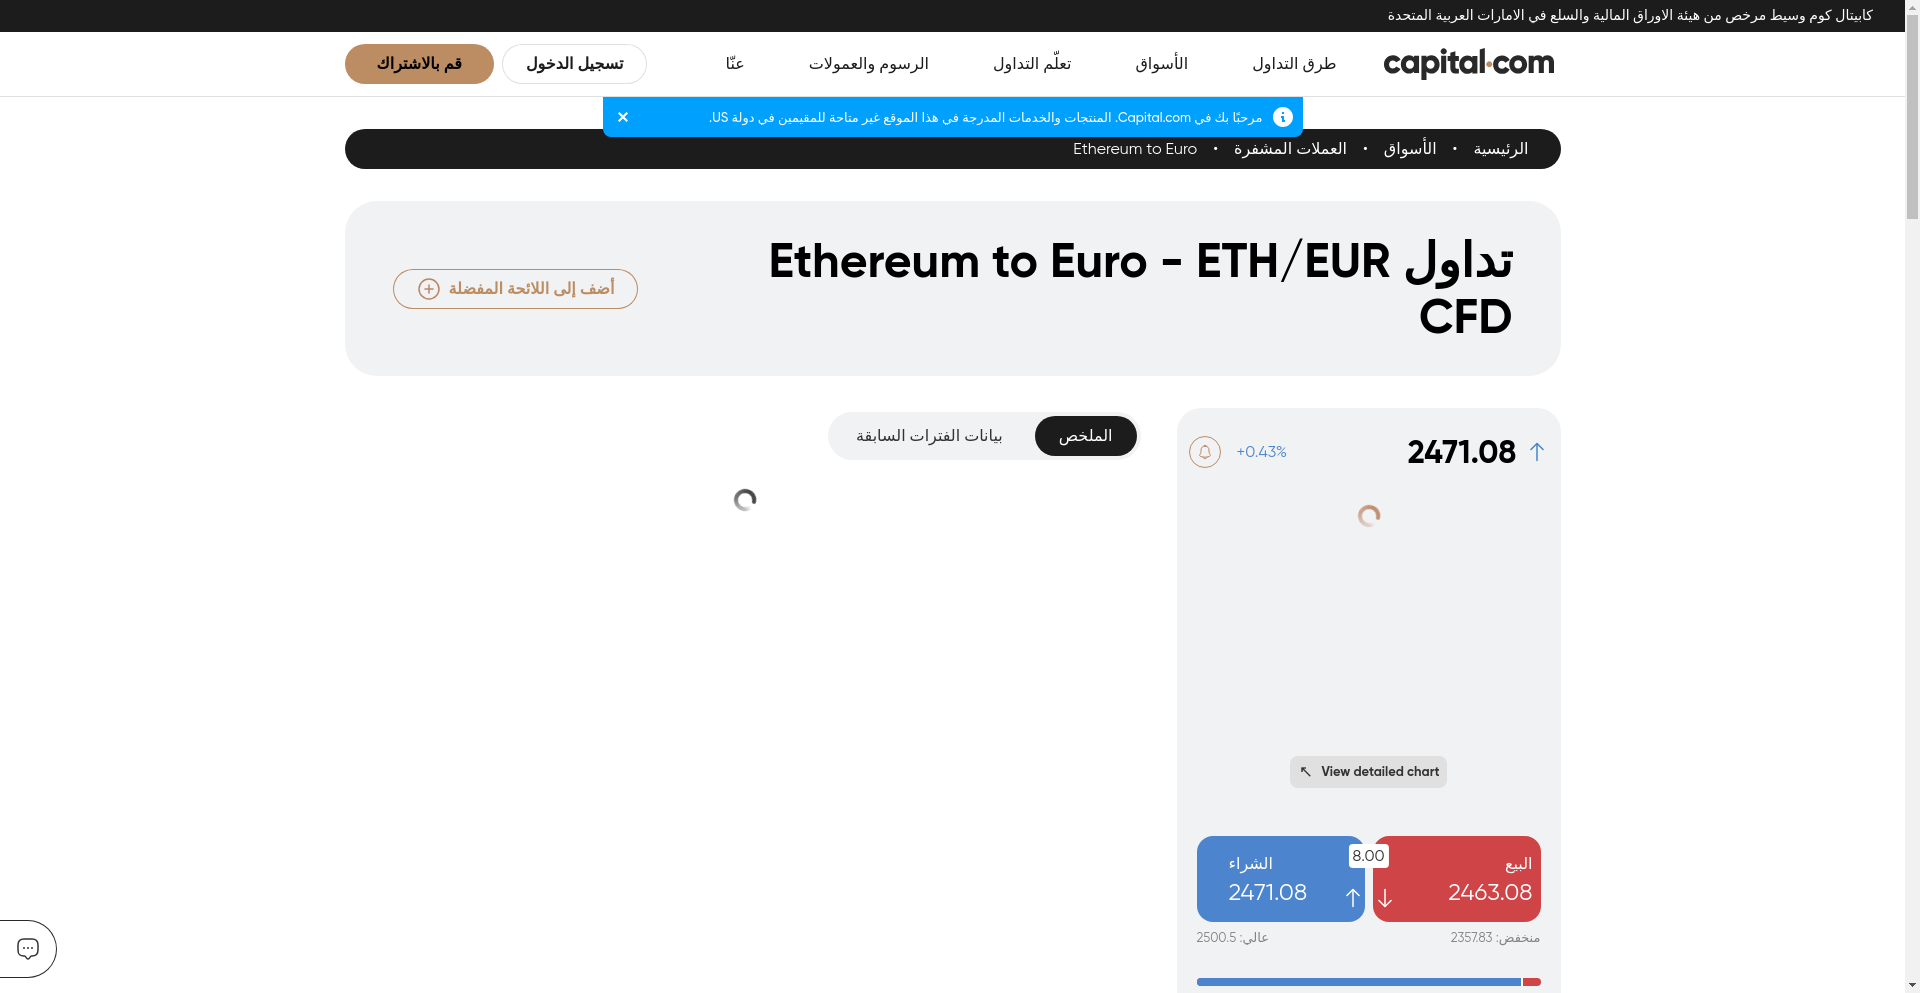 كابيتال كوم وسيط مرخص من هيئة الاوراق المالية والسلع في الامارات العربية المتحدة
capital.com
طرق التداول
الأسواق
تعلّم التداول
الرسوم والعمولات
عنّا
تسجيل الدخول
قم بالاشتراك
مرحبًا بك في Capital.com. المنتجات والخدمات المدرجة في هذا الموقع غير متاحة للمقيمين في دولة US.
الرئيسية • الأسواق • العملات المشفرة • Ethereum to Euro
تداول Ethereum to Euro - ETH/EUR
CFD
أضف إلى اللائحة المفضلة
2471.08
+0.43%
الملخص
بيانات الفترات السابقة
View detailed chart
البيع
2463.08
8.00
الشراء
2471.08
منخفض: 2357.83
عالي: 2500.5